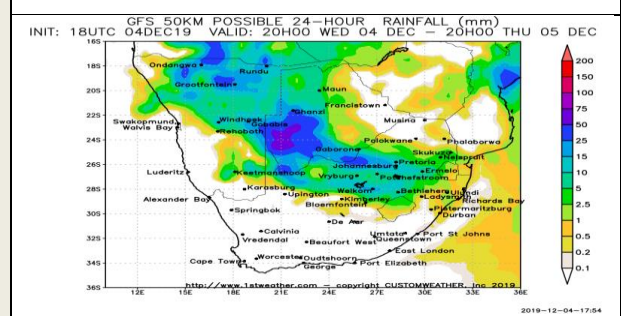 GFS 50KM POSSIBLE 24-HOUR RAINFALL (mm)
INIT: 18UTC 04DEC19 VALID: 20H00 WED 04 DEC - 20H00 THU 05 DEC
16S
18S
20S
22S
24S
26S
28S
30S
32S
34S
36S
Ondangwa
Rundu
Grootfontein
Maun
Francistown
Ghanzi
Swakopmund
Walvis Bay
Windhoek
Gobabis
Rehoboth
Musina
Polokwane
Phalaborwa
Gaborone
Skukuza
Nelspruit
Johannesburg
Pretoria
Luderitz
Keetmanshoop
Vryburg
Potchefstroom
Ermelo
Karasburg
Upington
Welkom
Kimberley
Bethlehem
Ladysmith
Ulundi
Richards Bay
Alexander Bay
Springbok
Bloemfontein
Pietermaritzburg
Durban
De Aar
Calvinia
Vredendal
Beaufort West
Umtata
Queenstown
Port St Johns
East London
Cape Town
Worcester
Oudtshoorn
George
Port Elizabeth
http://www.1stweather.com - copyright CUSTOMWEATHER, Inc 2019
12E 15E 18E 21E 24E 27E 30E 33E 36E
200
150
100
75
50
25
15
10
5
2.5
1
0.5
0.2
0.1
2019-12-04-17:54